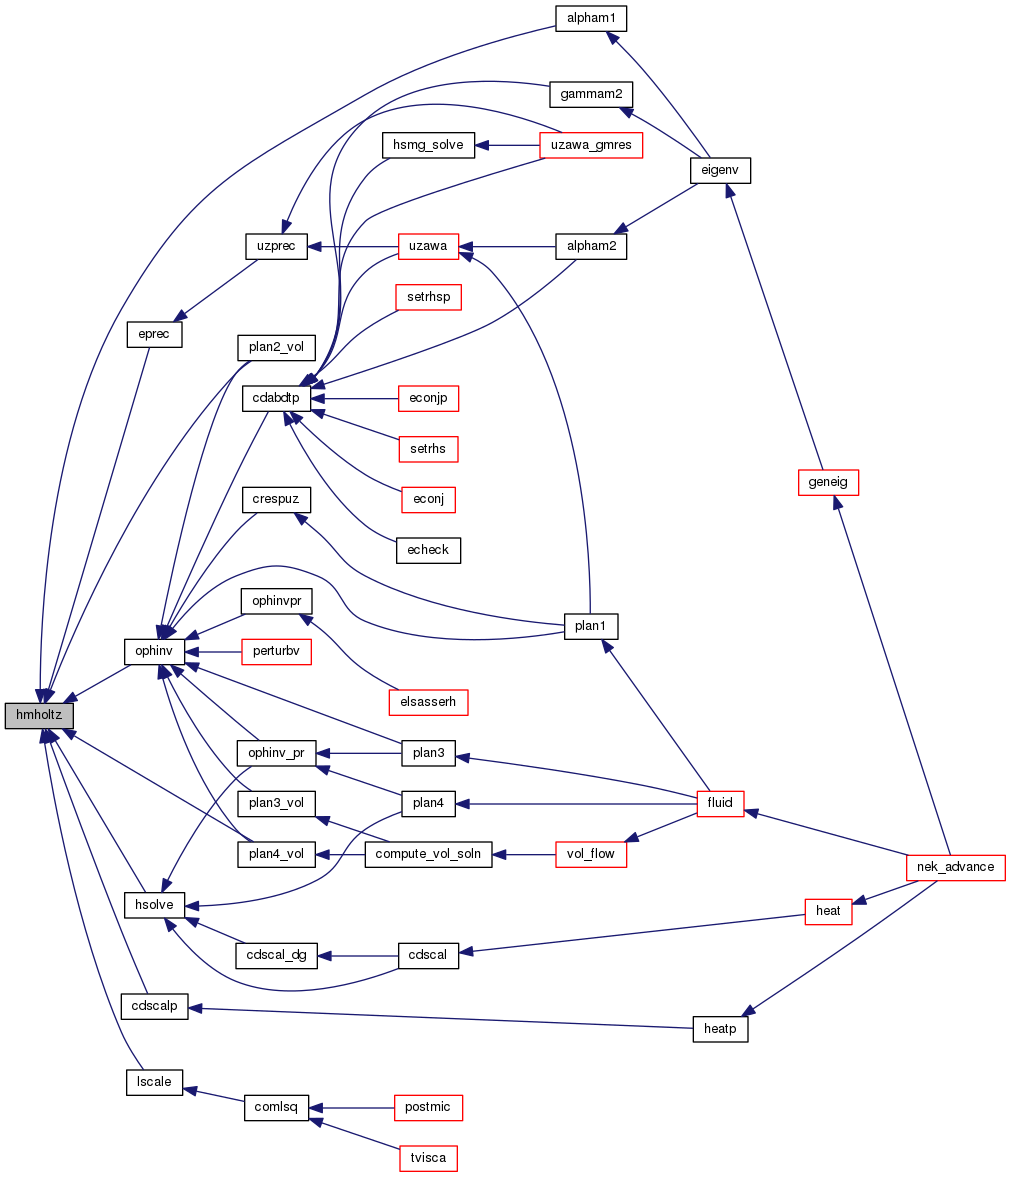 alpham1
gammam2
hsmg_solve
uzawa_gmres
eigenv
uzprec
uzawa
alpham2
setrhsp
eprec
plan2_vol
cdabdtp
econjp
setrhs
geneig
crespuz
econj
echeck
ophinvpr
plan1
ophinv
perturbv
elsasserh
hmholtz
ophinv_pr
plan3
plan3_vol
plan4
fluid
plan4_vol
compute_vol_soln
vol_flow
nek_advance
hsolve
heat
cdscal_dg
cdscal
cdscalp
heatp
lscale
comlsq
postmic
tvisca